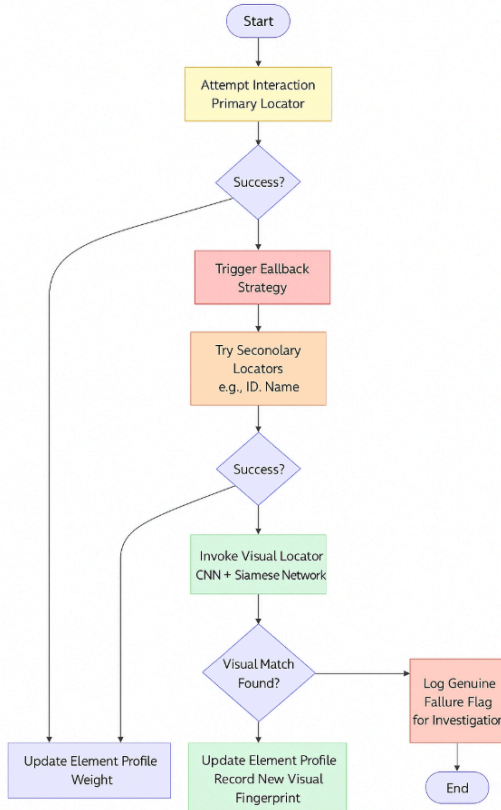 Start
Attempt Interaction
Primary Locator
Success?
Trigger Eallback
Strategy
Try Seconolary
Locators
e.g., ID. Name
Success?
Invoke Visual Locator
CNN + Siamese Network
Visual Match
Found?
Log Genuine
Failure Flag
for Investigation
Update Element Profile
Weight
Update Element Profile
Record New Visual
Fingerprint
End